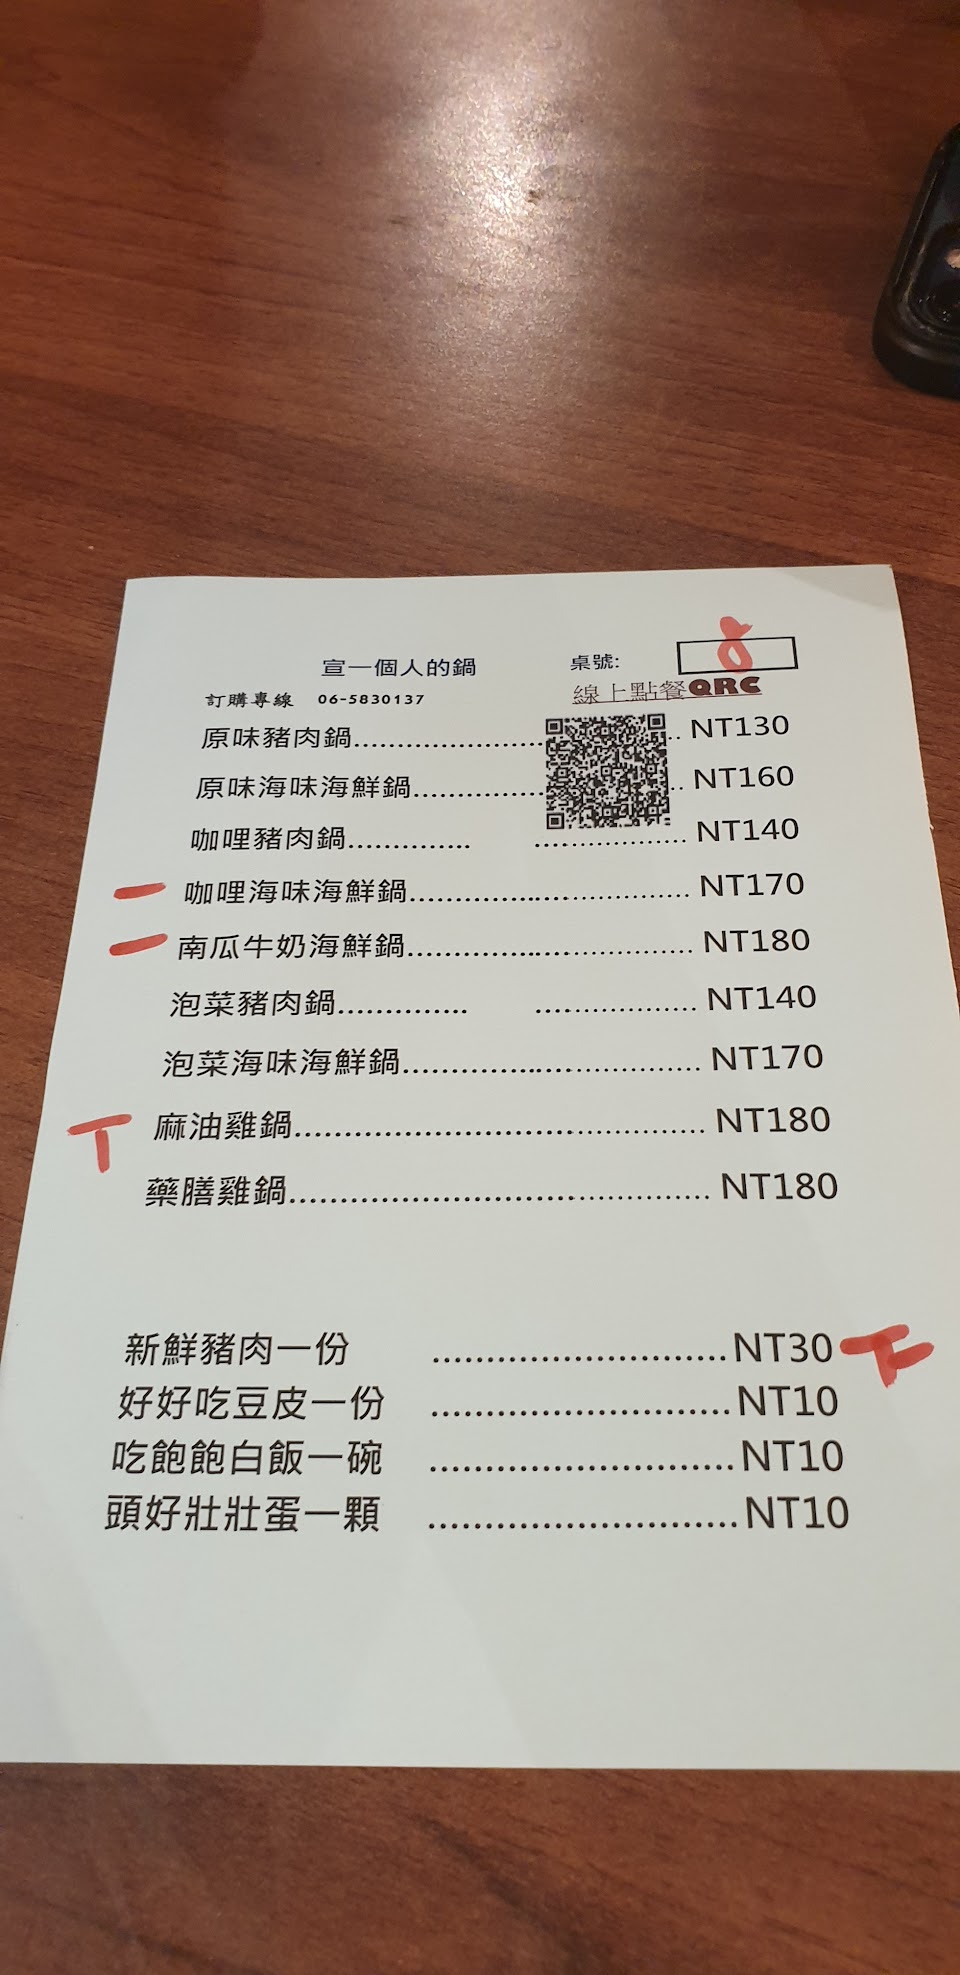 宣一個人的鍋 桌號: 8
訂購專線 06-5830137 線上點餐QRC
原味豬肉鍋........................ NT130
原味海味海鮮鍋................. NT160
咖哩豬肉鍋.............. .................. NT140
一 咖哩海味海鮮鍋................................ NT170
一 南瓜牛奶海鮮鍋................................ NT180
泡菜豬肉鍋.............. .................. NT140
泡菜海味海鮮鍋................................ NT170
T 麻油雞鍋............................................... NT180
藥膳雞鍋............................................... NT180
新鮮豬肉一份 ..........................NT30
好好吃豆皮一份 ..........................NT10
吃飽飽白飯一碗 ..........................NT10
頭好壯壯蛋一顆 ..........................NT10